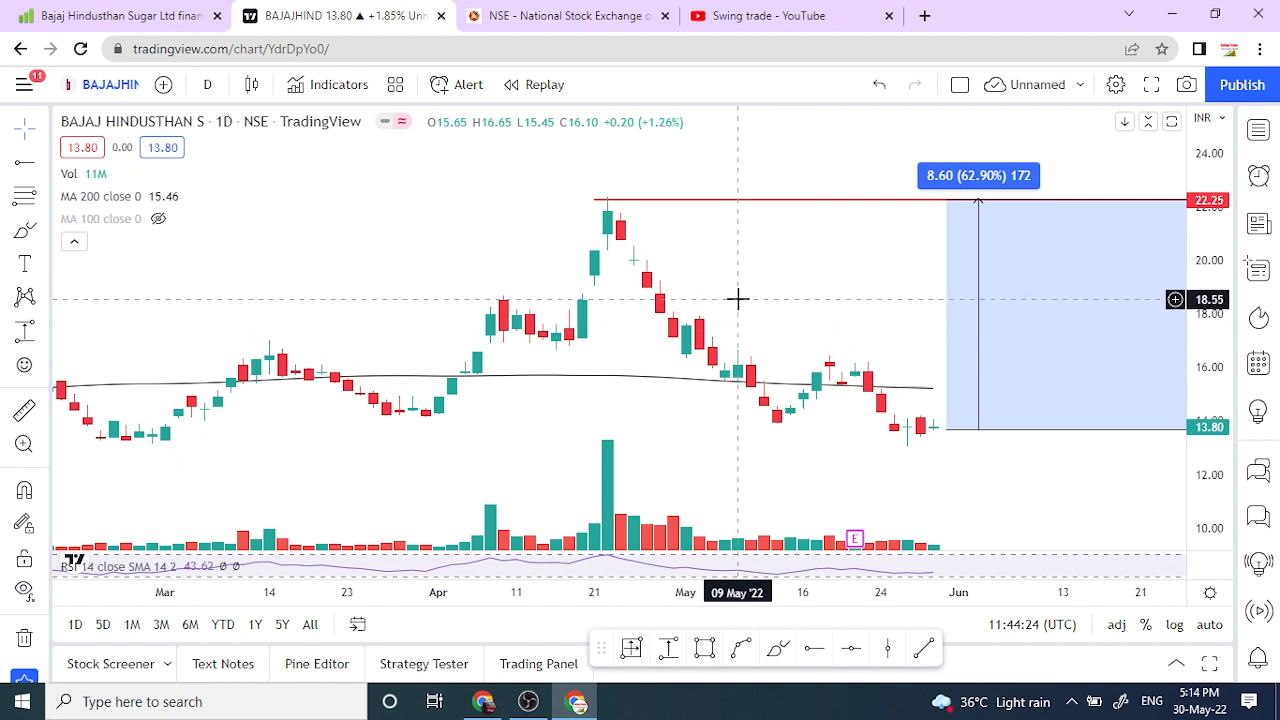 Bajaj Hindusthan Sugar Ltd financ
BAJAJHIND 13.80 ▲ +1.85% Unn
NSE - National Stock Exchange o
Swing trade - YouTube
tradingview.com/chart/YdrDpYo0/
11
BAJAJHIN
D
Indicators
Alert
Replay
Unnamed
Publish
BAJAJ HINDUSTHAN S · 1D · NSE · TradingView
O15.65 H16.65 L15.45 C16.10 +0.20 (+1.26%)
INR
13.80 0.00 13.80
Vol 11M
MA 200 close 0 15.46
MA 100 close 0
8.60 (62.90%) 172
24.00
22.25
22.00
20.00
18.55
18.00
16.00
14.00
13.80
12.00
10.00
E
RSI 14 close SMA 14 2 43.62 ø ø
Mar 14 23 Apr 11 21 May 09 May '22 16 24 Jun 13 21
1D 5D 1M 3M 6M YTD 1Y 5Y All
11:44:24 (UTC) adj % log auto
Stock Screener Text Notes Pine Editor Strategy Tester Trading Panel
Type here to search
36°C Light rain
ENG
5:14 PM
30-May-22